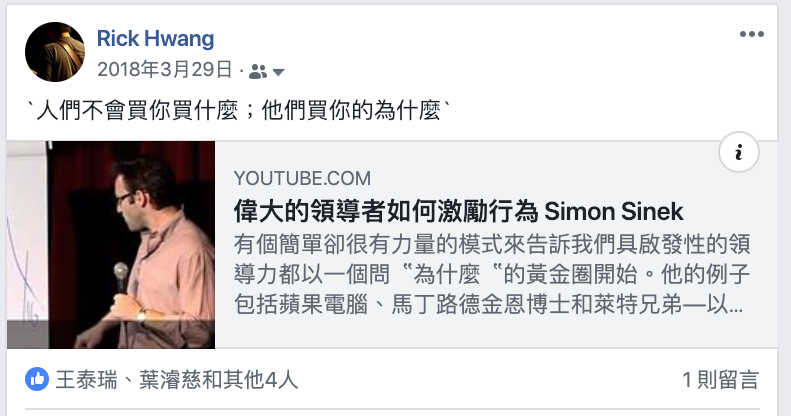 Rick Hwang
2018年3月29日 ·
`人們不會買你買什麼；他們買你的為什麼`
YOUTUBE.COM
偉大的領導者如何激勵行為 Simon Sinek
有個簡單卻很有力量的模式來告訴我們具啟發性的領
導力都以一個問〝為什麼〝的黃金圈開始。他的例子
包括蘋果電腦、馬丁路德金恩博士和萊特兄弟—以...
王泰瑞、葉濬慈和其他4人
1 則留言